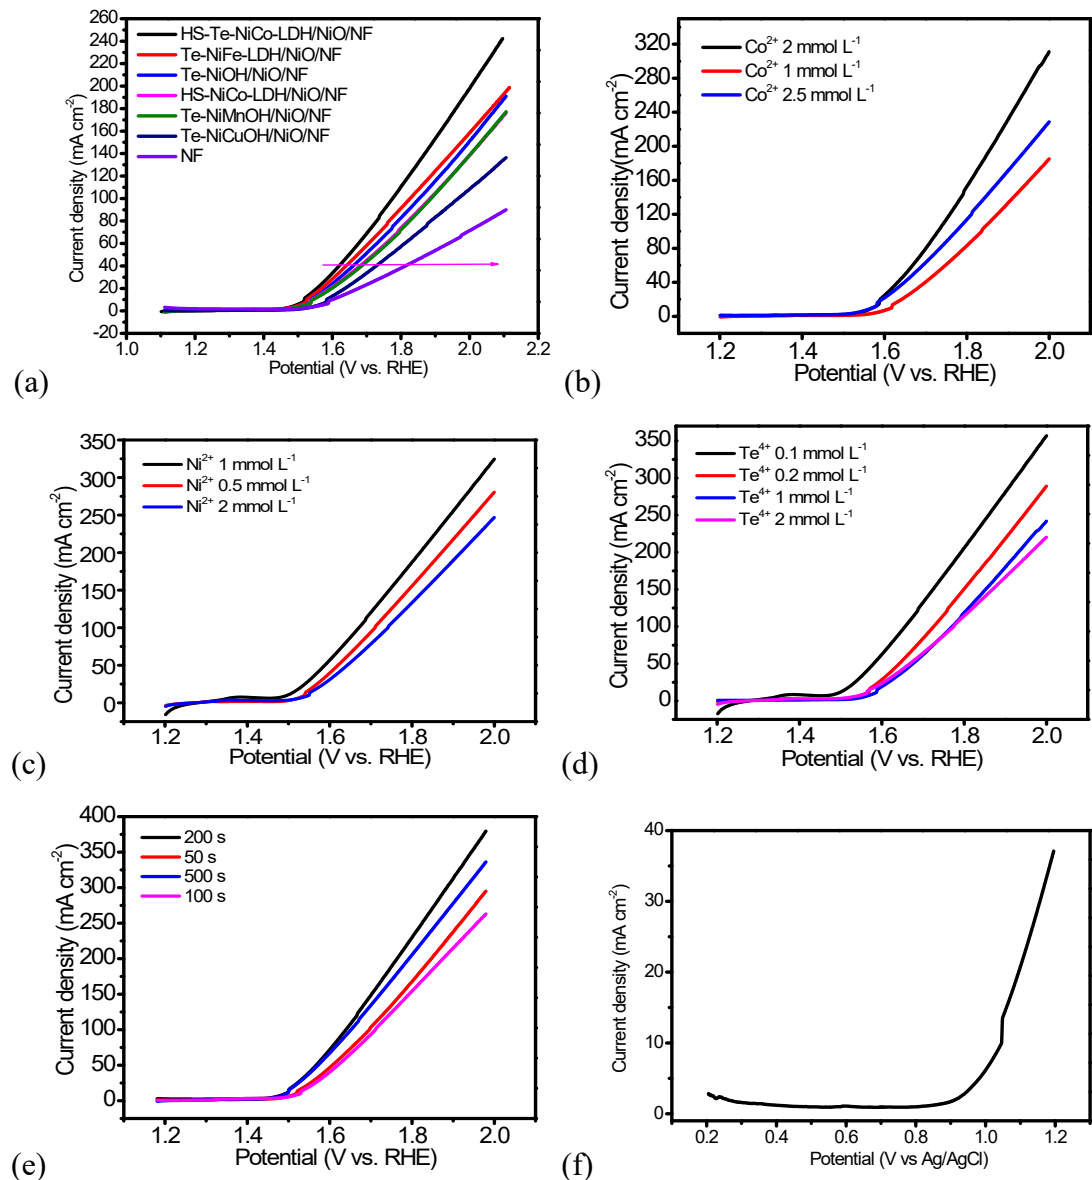 260
240
220
200
180
160
140
120
100
80
60
40
20
0
-20
HS-Te-NiCo-LDH/NiO/NF
Te-NiFe-LDH/NiO/NF
Te-NiOH/NiO/NF
HS-NiCo-LDH/NiO/NF
Te-NiMnOH/NiO/NF
Te-NiCuOH/NiO/NF
NF
Current density (mA cm⁻²)
1.0 1.2 1.4 1.6 1.8 2.0 2.2
Potential (V vs. RHE)
(a)
320
280
240
200
160
120
80
40
0
Co²⁺ 2 mmol L⁻¹
Co²⁺ 1 mmol L⁻¹
Co²⁺ 2.5 mmol L⁻¹
Current density(mA cm⁻²)
1.2 1.4 1.6 1.8 2.0
Potential (V vs. RHE)
(b)
350
300
250
200
150
100
50
0
Ni²⁺ 1 mmol L⁻¹
Ni²⁺ 0.5 mmol L⁻¹
Ni²⁺ 2 mmol L⁻¹
Current density (mA cm⁻²)
1.2 1.4 1.6 1.8 2.0
Potential (V vs. RHE)
(c)
350
300
250
200
150
100
50
0
Te⁴⁺ 0.1 mmol L⁻¹
Te⁴⁺ 0.2 mmol L⁻¹
Te⁴⁺ 1 mmol L⁻¹
Te⁴⁺ 2 mmol L⁻¹
Current density (mA cm⁻²)
1.2 1.4 1.6 1.8 2.0
Potential (V vs. RHE)
(d)
400
350
300
250
200
150
100
50
0
200 s
50 s
500 s
100 s
Current density (mA cm⁻²)
1.2 1.4 1.6 1.8 2.0
Potential (V vs. RHE)
(e)
40
30
20
10
0
Current density (mA cm⁻²)
0.2 0.4 0.6 0.8 1.0 1.2
Potential (V vs Ag/AgCl)
(f)